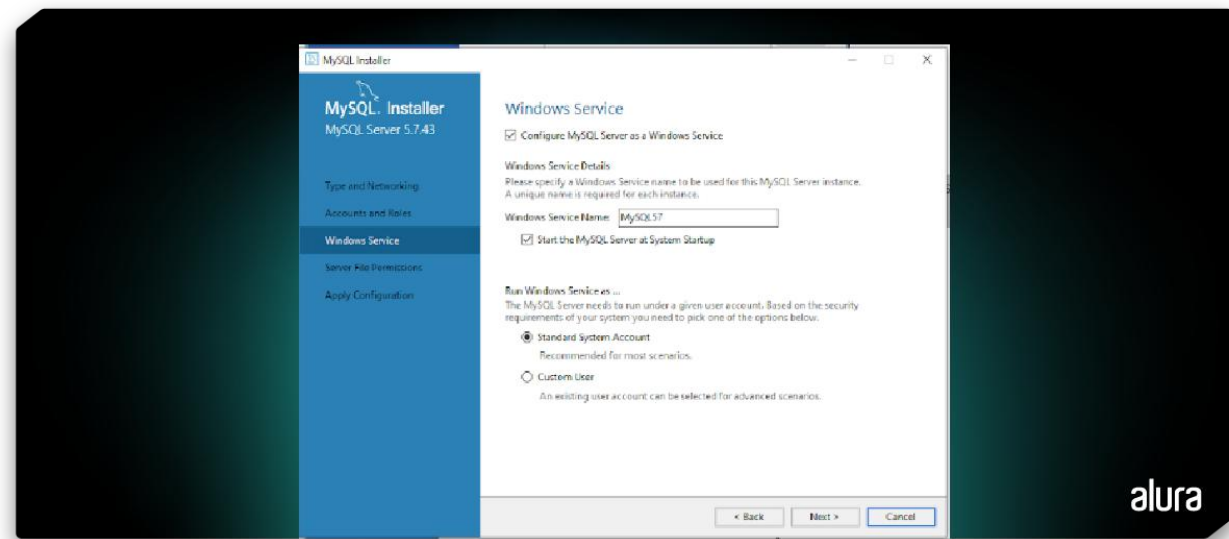 MySQL Installer
MySQL. Installer
MySQL Server 5.7.43
Type and Networking
Accounts and Roles
Windows Service
Server File Permissions
Apply Configuration
Windows Service
Configure MySQL Server as a Windows Service
Windows Service Details
Please specify a Windows Service name to be used for this MySQL Server instance.
A unique name is required for each instance.
Windows Service Name: MySQL57
Start the MySQL Server at System Startup
Run Windows Service as ...
The MySQL Server needs to run under a given user account. Based on the security
requirements of your system you need to pick one of the options below.
Standard System Account
Recommended for most scenarios.
Custom User
An existing user account can be selected for advanced scenarios.
< Back Next > Cancel
alura